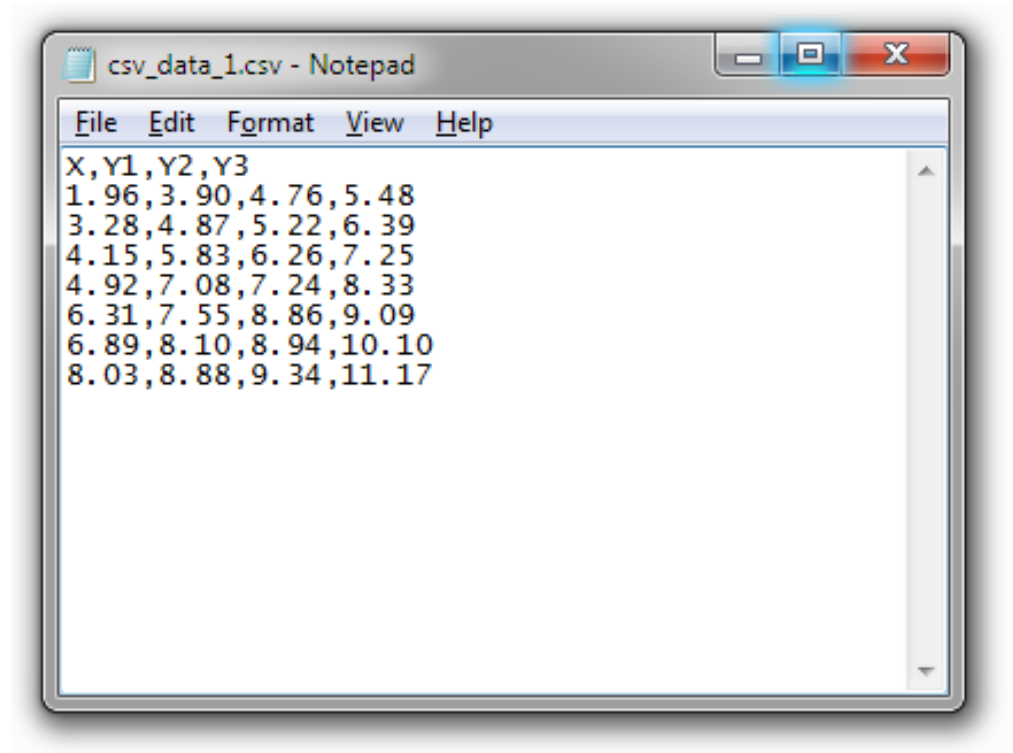 csv_data_1.csv - Notepad
File Edit Format View Help
X,Y1,Y2,Y3
1.96,3.90,4.76,5.48
3.28,4.87,5.22,6.39
4.15,5.83,6.26,7.25
4.92,7.08,7.24,8.33
6.31,7.55,8.86,9.09
6.89,8.10,8.94,10.10
8.03,8.88,9.34,11.17